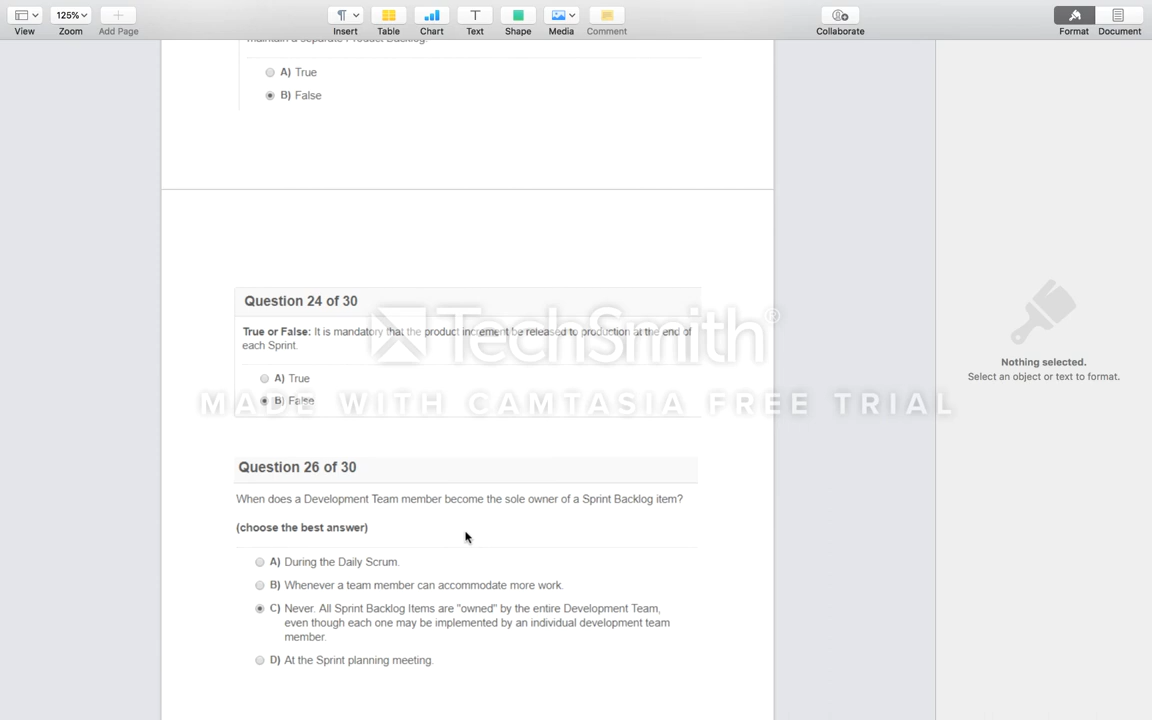 125%
View
Zoom
Add Page
Insert
Table
Chart
Text
Shape
Media
Comment
Collaborate
Format
Document
maintain a separate Product Backlog.
A) True
B) False
Question 24 of 30
True or False: It is mandatory that the product increment be released to production at the end of
each Sprint.
A) True
B) False
TechSmith®
MADE WITH CAMTASIA FREE TRIAL
Question 26 of 30
When does a Development Team member become the sole owner of a Sprint Backlog item?
(choose the best answer)
A) During the Daily Scrum.
B) Whenever a team member can accommodate more work.
C) Never. All Sprint Backlog Items are "owned" by the entire Development Team,
even though each one may be implemented by an individual development team
member.
D) At the Sprint planning meeting.
Nothing selected.
Select an object or text to format.